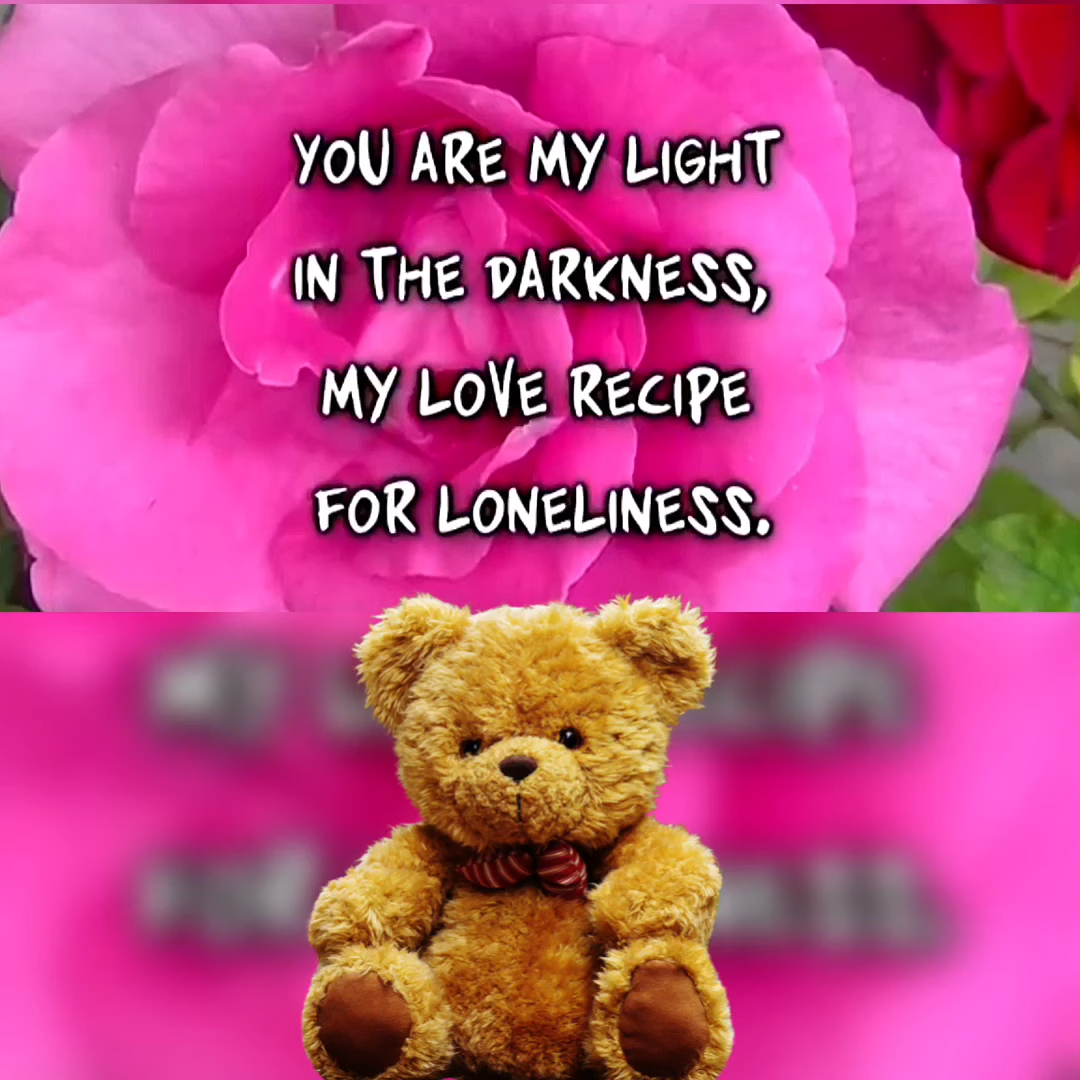 YOU ARE MY LIGHT
IN THE DARKNESS,
MY LOVE RECIPE
FOR LONELINESS.